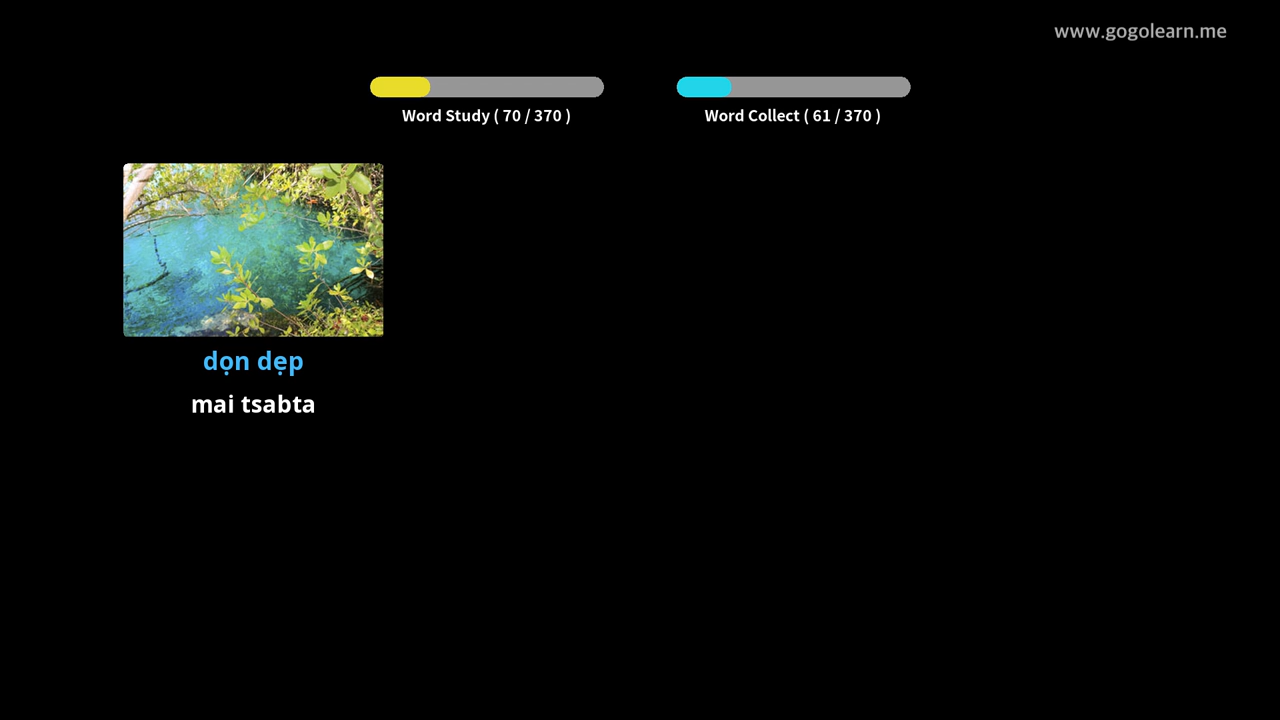 www.gogolearn.me
Word Study ( 70 / 370 )
Word Collect ( 61 / 370 )
dọn dẹp
mai tsabta